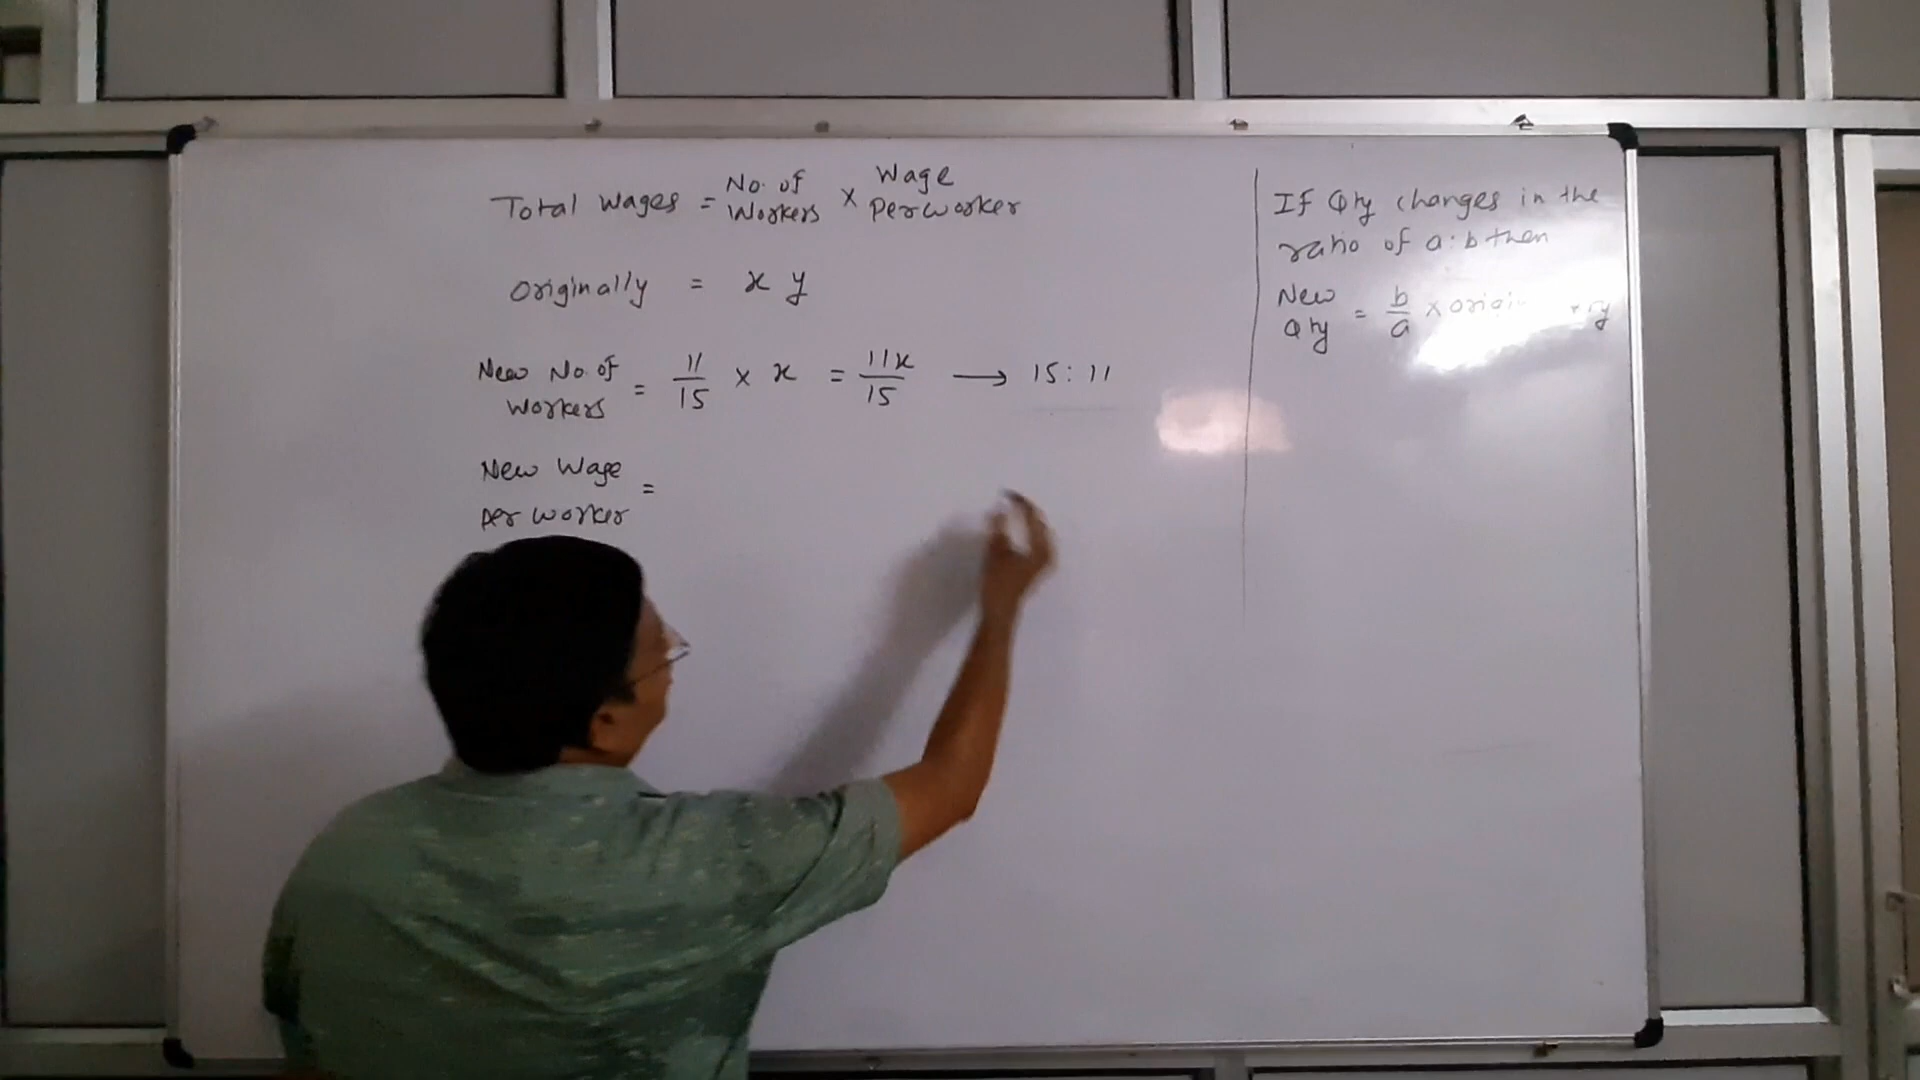 Total wages = No. of Workers × Wage Per worker
originally = x y
New No. of workers = 11/15 × x = 11x/15 → 15 : 11
New Wage per worker =
If Qty changes in the
ratio of a : b then
New Qty = b/a ×